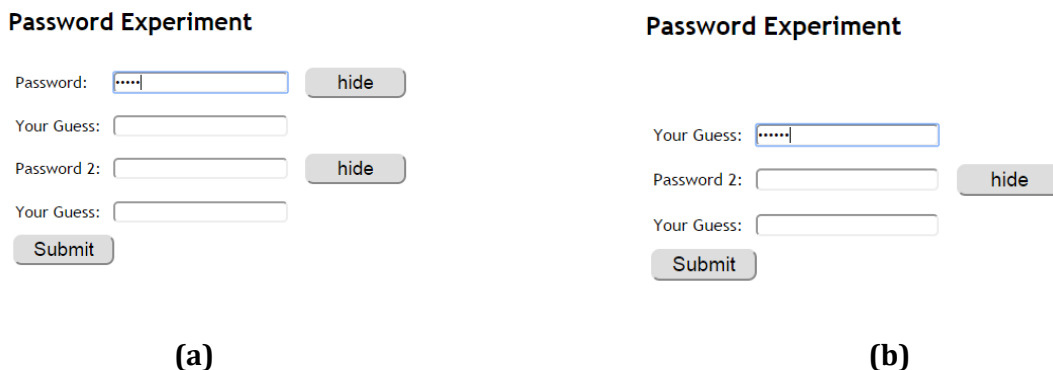 Password Experiment
Password: ••••• hide
Your Guess:
Password 2: hide
Your Guess:
Submit
(a)
Password Experiment
Your Guess: ••••••
Password 2: hide
Your Guess:
Submit
(b)